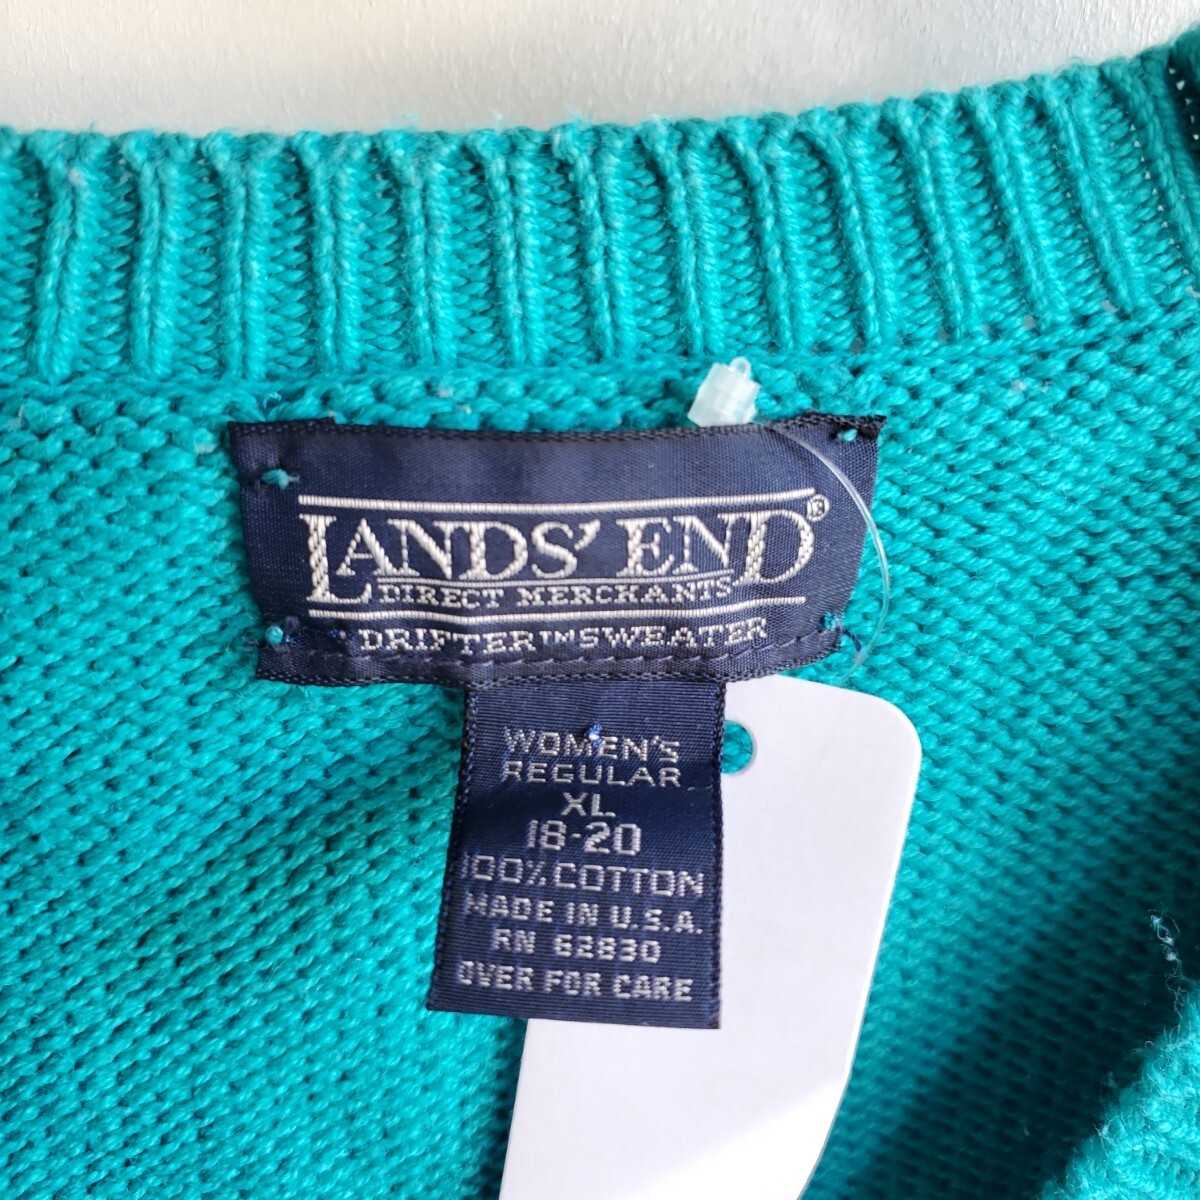 LANDS' END®
DIRECT MERCHANTS
DRIFTER™ SWEATER
WOMEN'S
REGULAR
XL
18-20
100% COTTON
MADE IN U.S.A.
RN 62830
OVER FOR CARE